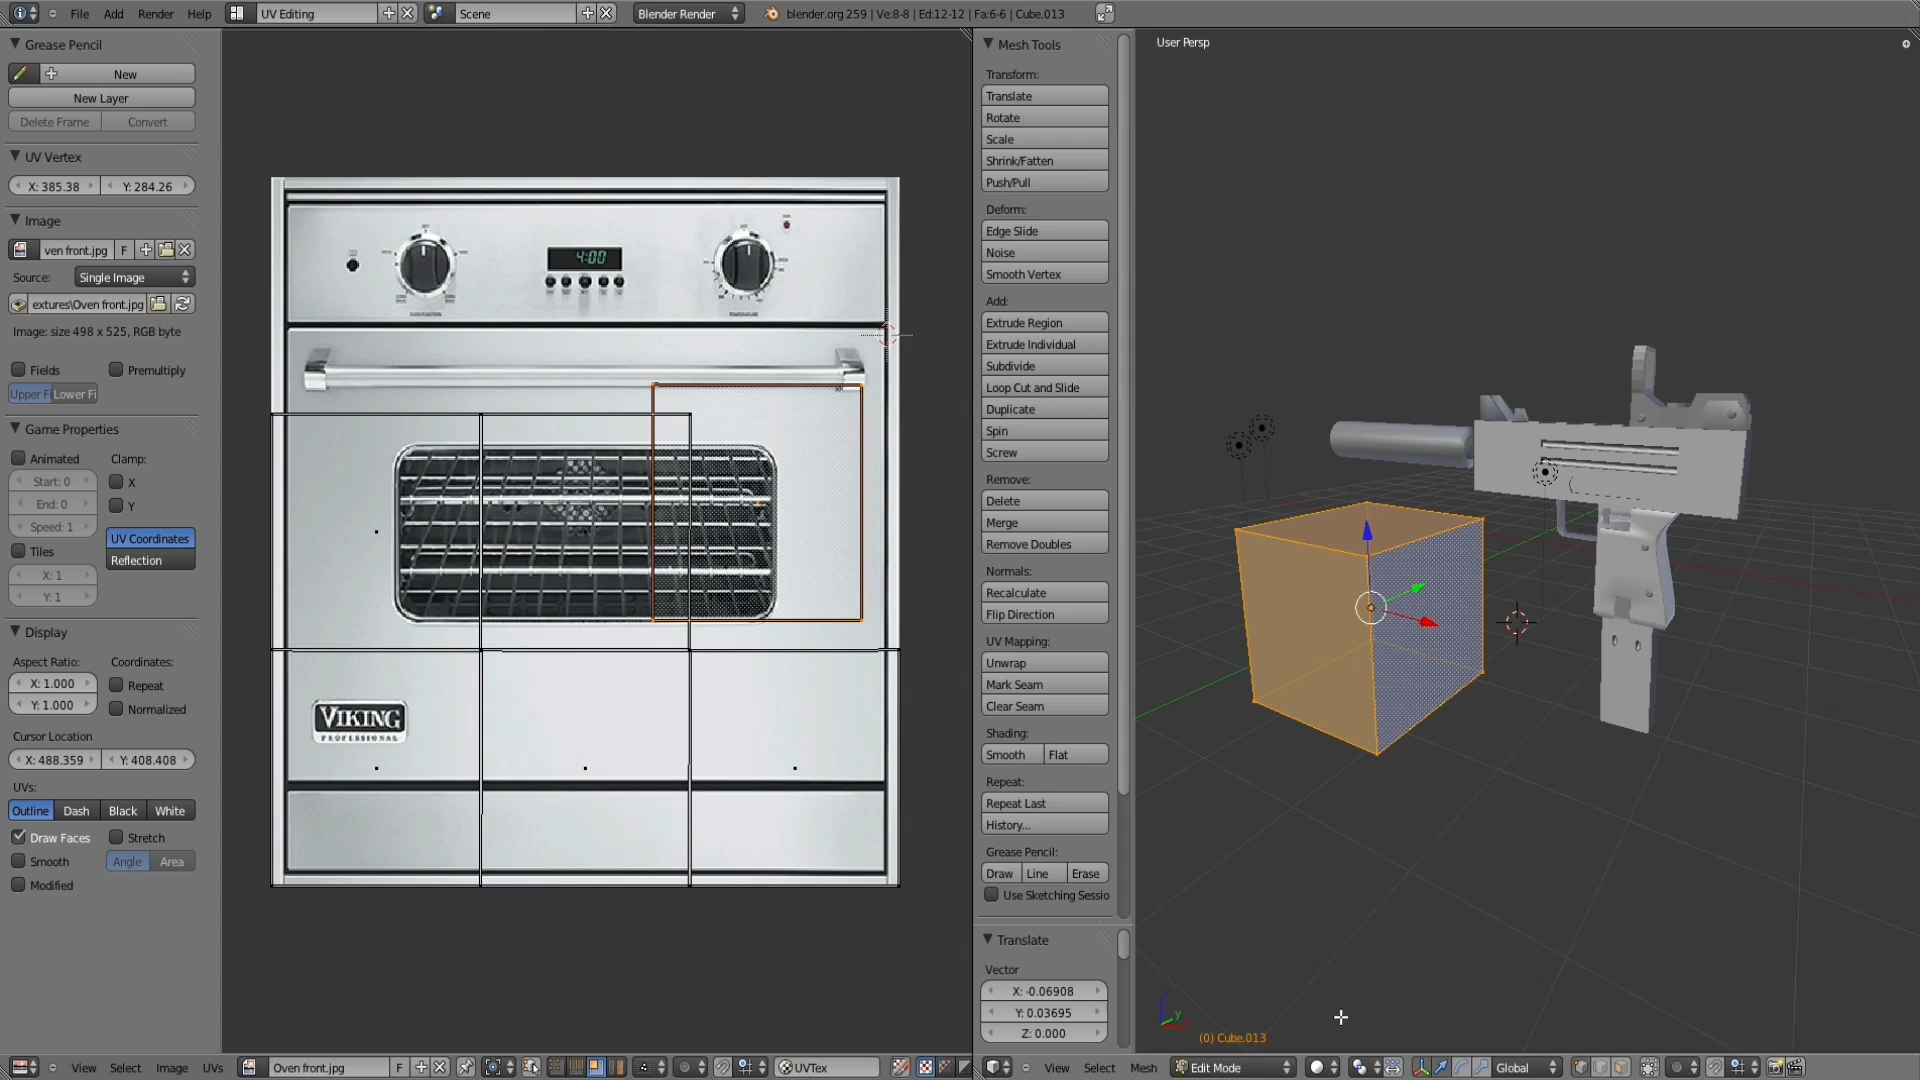 File Add Render Help UV Editing Scene Blender Render blender.org 259 | Ve:8-8 | Ed:12-12 | Fa:6-6 | Cube.013
Grease Pencil
New
New Layer
Delete Frame Convert
UV Vertex
X: 385.38 Y: 284.26
Image
ven front.jpg F
Source: Single Image
extures\Oven front.jpg
Image: size 498 x 525, RGB byte
Fields Premultiply
Upper Fi Lower Fi
Game Properties
Animated Clamp:
Start: 0 X
End: 0 Y
Speed: 1
UV Coordinates
Tiles Reflection
X: 1
Y: 1
Display
Aspect Ratio: Coordinates:
X: 1.000 Repeat
Y: 1.000 Normalized
Cursor Location
X: 488.359 Y: 408.408
UVs:
Outline Dash Black White
Draw Faces Stretch
Smooth Angle Area
Modified
4:00
VIKING
PROFESSIONAL
Mesh Tools
Transform:
Translate
Rotate
Scale
Shrink/Fatten
Push/Pull
Deform:
Edge Slide
Noise
Smooth Vertex
Add:
Extrude Region
Extrude Individual
Subdivide
Loop Cut and Slide
Duplicate
Spin
Screw
Remove:
Delete
Merge
Remove Doubles
Normals:
Recalculate
Flip Direction
UV Mapping:
Unwrap
Mark Seam
Clear Seam
Shading:
Smooth Flat
Repeat:
Repeat Last
History...
Grease Pencil:
Draw Line Erase
Use Sketching Sessio
Translate
Vector
X: -0.06908
Y: 0.03695
Z: 0.000
User Persp
y
(0) Cube.013
View Select Image UVs Oven front.jpg F UVTex
View Select Mesh Edit Mode Global